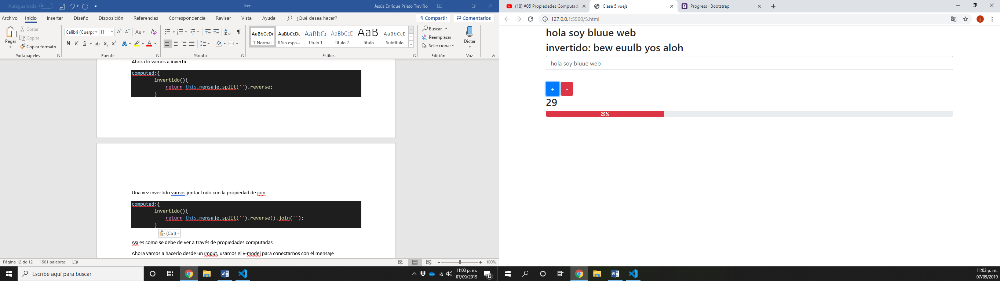 Autoguardado
leer
Jesús Enrique Prieto Treviño
Archivo Inicio Insertar Diseño Disposición Referencias Correspondencia Revisar Vista Ayuda ¿Qué desea hacer? Compartir Comentarios
Pegar
Cortar
Copiar
Copiar formato
Portapapeles
Calibri (Cuerpo 11
Aa
N K S ab x₂ x² A A
Fuente
Párrafo
AaBbCcDc AaBbCcDc AaBbCc AaBbCcD AaB AaBbCcD
¶ Normal ¶ Sin espa... Título 1 Título 2 Título Subtítulo
Estilos
Buscar
Reemplazar
Seleccionar
Edición
Dictar
Voz
Ahora lo vamos a invertir
computed:{
invertido(){
return this.mensaje.split('').reverse;
}
Una vez invertido vamos juntar todo con la propiedad de join
computed:{
invertido(){
return this.mensaje.split('').reverse().join('');
}
(Ctrl)
Asi es como se debe de ver a través de propiedades computadas
Ahora vamos a hacerlo desde un imput, usamos el v-model para conectarnos con el mensaje
Página 12 de 12 1501 palabras
100%
Escribe aquí para buscar
11:03 p. m.
07/09/2019
13
(18) #05 Propiedades Computad
Clase 5 vuejs
Progress · Bootstrap
127.0.0.1:5500/5.html
J
hola soy bluue web
invertido: bew euulb yos aloh
hola soy bluue web
+ -
29
29%
11:03 p. m.
07/09/2019